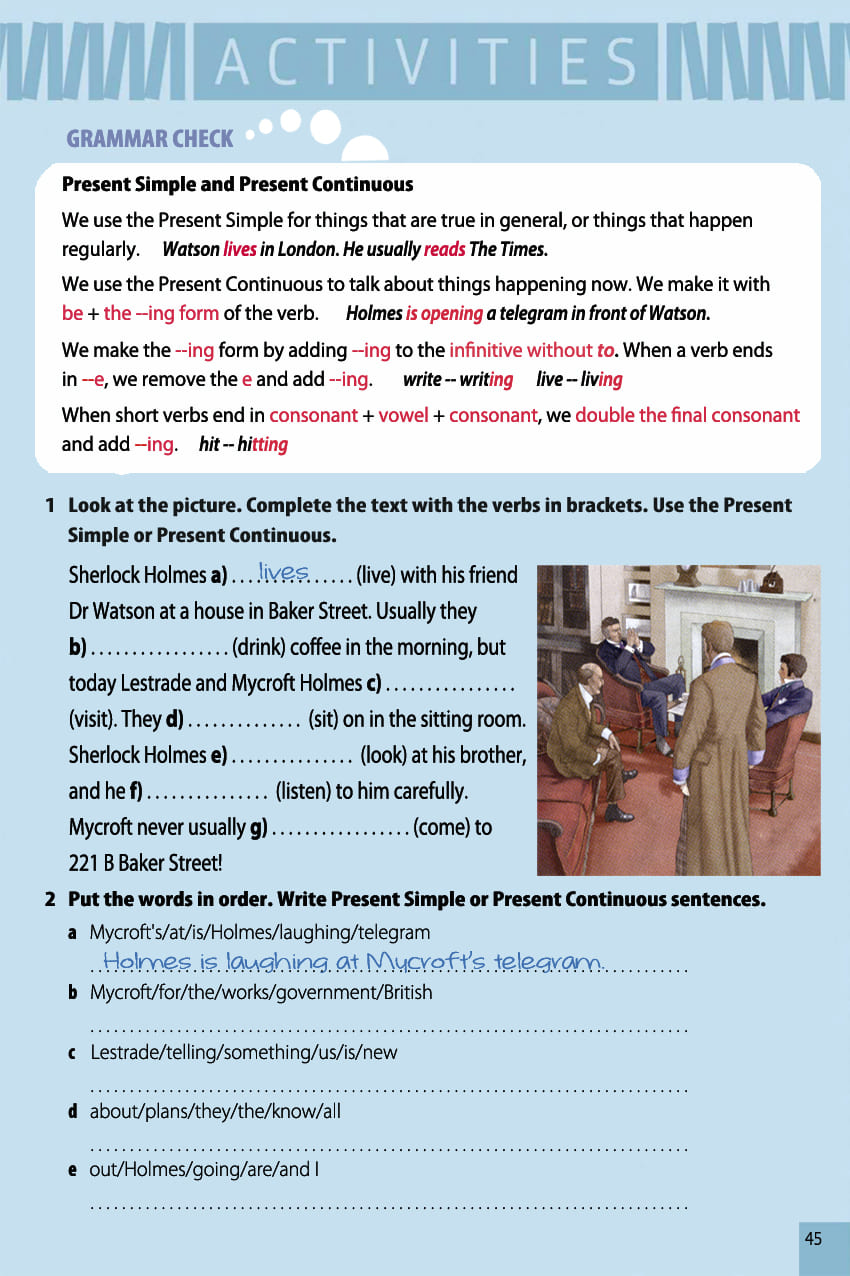 ACTIVITIES
GRAMMAR CHECK
Present Simple and Present Continuous
We use the Present Simple for things that are true in general, or things that happen
regularly. Watson lives in London. He usually reads The Times.
We use the Present Continuous to talk about things happening now. We make it with
be + the --ing form of the verb. Holmes is opening a telegram in front of Watson.
We make the --ing form by adding --ing to the infinitive without to. When a verb ends
in --e, we remove the e and add --ing. write -- writing live -- living
When short verbs end in consonant + vowel + consonant, we double the final consonant
and add --ing. hit -- hitting
1 Look at the picture. Complete the text with the verbs in brackets. Use the Present
Simple or Present Continuous.
Sherlock Holmes a) ....lives...... (live) with his friend
Dr Watson at a house in Baker Street. Usually they
b) ................. (drink) coffee in the morning, but
today Lestrade and Mycroft Holmes c) ................
(visit). They d) .............. (sit) on in the sitting room.
Sherlock Holmes e) ............... (look) at his brother,
and he f) ............... (listen) to him carefully.
Mycroft never usually g) ................. (come) to
221 B Baker Street!
2 Put the words in order. Write Present Simple or Present Continuous sentences.
a Mycroft's/at/is/Holmes/laughing/telegram
Holmes is laughing at Mycroft's telegram.
b Mycroft/for/the/works/government/British
c Lestrade/telling/something/us/is/new
d about/plans/they/the/know/all
e out/Holmes/going/are/and I
45